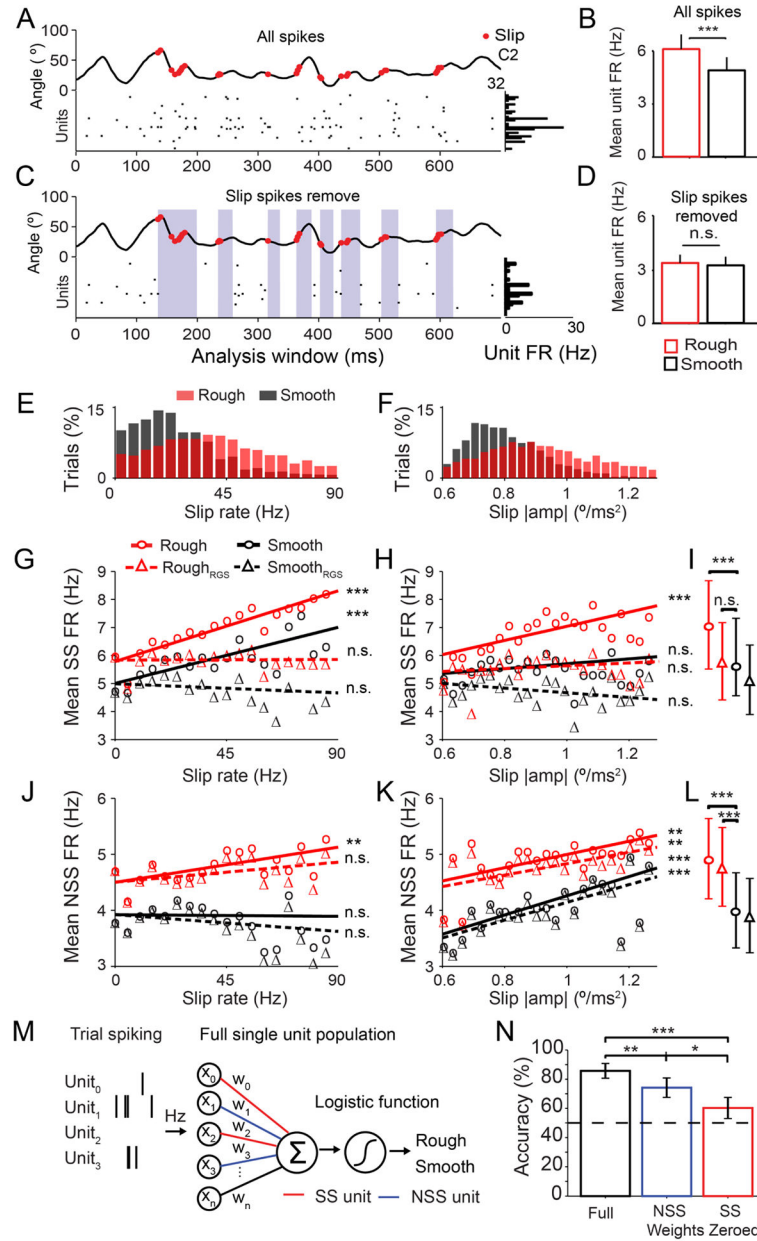 A
All spikes
Slip
C2
32
Angle (°)
100
50
0
Units
0 100 200 300 400 500 600
B
All spikes
***
Mean unit FR (Hz)
6
3
0
C
Slip spikes remove
Angle (°)
100
50
0
Units
0 100 200 300 400 500 600
Analysis window (ms)
0 30
Unit FR (Hz)
D
Slip spikes
removed
n.s.
Mean unit FR (Hz)
6
3
0
Rough
Smooth
E
Rough Smooth
Trials (%)
15
0
0 45 90
Slip rate (Hz)
F
Trials (%)
15
0
0.6 0.8 1 1.2
Slip |amp| (°/ms²)
Rough Smooth
RoughRGS SmoothRGS
G
Mean SS FR (Hz)
9
8
7
6
5
4
3
0 45 90
Slip rate (Hz)
***
***
n.s.
n.s.
H
9
8
7
6
5
4
3
0.6 0.8 1 1.2
Slip |amp| (°/ms²)
***
n.s.
n.s.
n.s.
I
***
n.s.
J
Mean NSS FR (Hz)
6
5
4
3
0 45 90
Slip rate (Hz)
**
n.s.
n.s.
n.s.
K
6
5
4
3
0.6 0.8 1 1.2
Slip |amp| (°/ms²)
**
**
***
***
L
***
***
M
Trial spiking
Full single unit population
Unit0
Unit1
Unit2
Unit3
Hz
X0
X1
X2
X3
Xn
w0
w1
w2
w3
⋮
wn
Σ
Logistic function
Rough
Smooth
SS unit NSS unit
N
Accuracy (%)
100
80
60
40
20
0
***
** *
Full NSS SS
Weights Zeroed